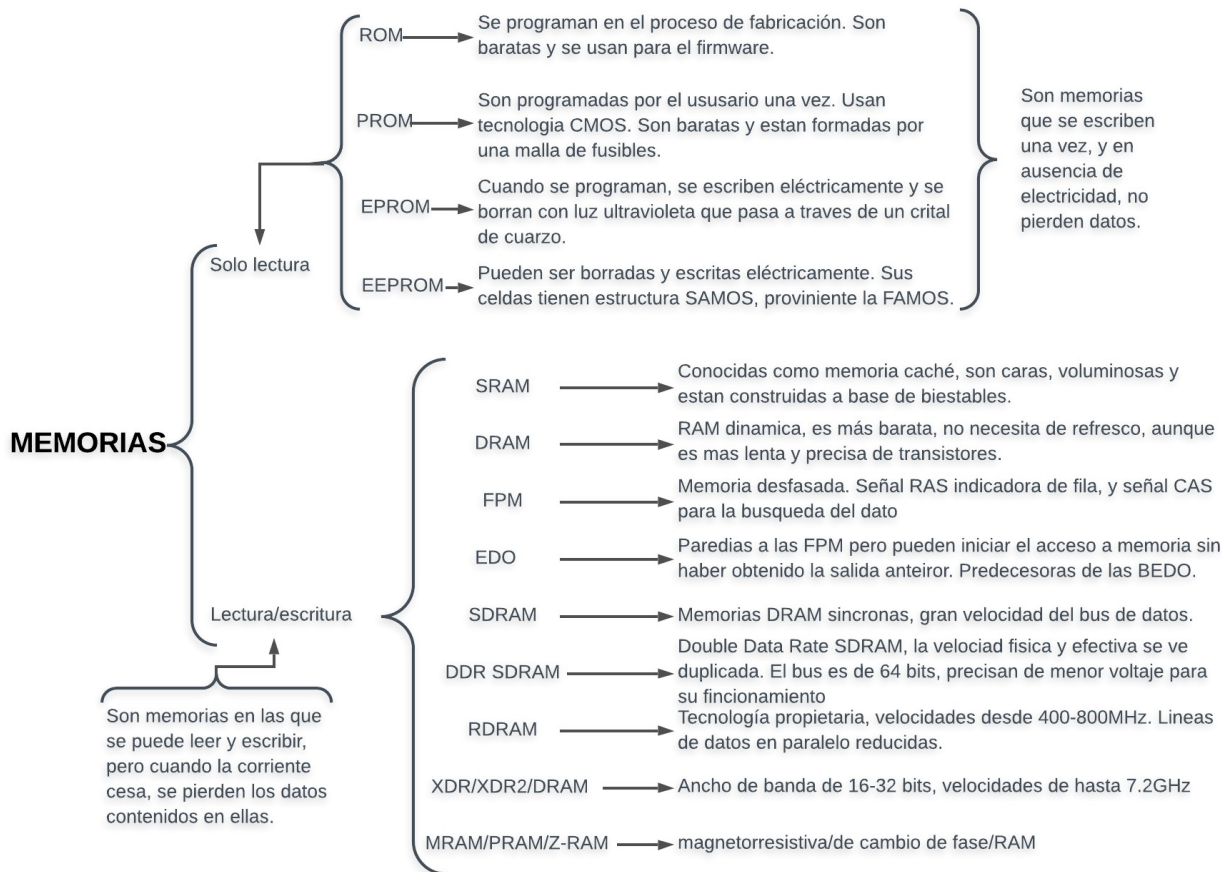 ROM
Se programan en el proceso de fabricación. Son
baratas y se usan para el firmware.
PROM
Son programadas por el ususario una vez. Usan
tecnologia CMOS. Son baratas y estan formadas por
una malla de fusibles.
EPROM
Cuando se programan, se escriben eléctricamente y se
borran con luz ultravioleta que pasa a traves de un crital
de cuarzo.
EEPROM
Pueden ser borradas y escritas eléctricamente. Sus
celdas tienen estructura SAMOS, proviniente la FAMOS.
Son memorias
que se escriben
una vez, y en
ausencia de
electricidad, no
pierden datos.
Solo lectura
MEMORIAS
SRAM
Conocidas como memoria caché, son caras, voluminosas y
estan construidas a base de biestables.
DRAM
RAM dinamica, es más barata, no necesita de refresco, aunque
es mas lenta y precisa de transistores.
FPM
Memoria desfasada. Señal RAS indicadora de fila, y señal CAS
para la busqueda del dato
EDO
Paredias a las FPM pero pueden iniciar el acceso a memoria sin
haber obtenido la salida anteiror. Predecesoras de las BEDO.
Lectura/escritura
SDRAM
Memorias DRAM sincronas, gran velocidad del bus de datos.
DDR SDRAM
Double Data Rate SDRAM, la velociad fisica y efectiva se ve
duplicada. El bus es de 64 bits, precisan de menor voltaje para
su fincionamiento
RDRAM
Tecnología propietaria, velocidades desde 400-800MHz. Lineas
de datos en paralelo reducidas.
XDR/XDR2/DRAM
Ancho de banda de 16-32 bits, velocidades de hasta 7.2GHz
MRAM/PRAM/Z-RAM
magnetorresistiva/de cambio de fase/RAM
Son memorias en las que
se puede leer y escribir,
pero cuando la corriente
cesa, se pierden los datos
contenidos en ellas.